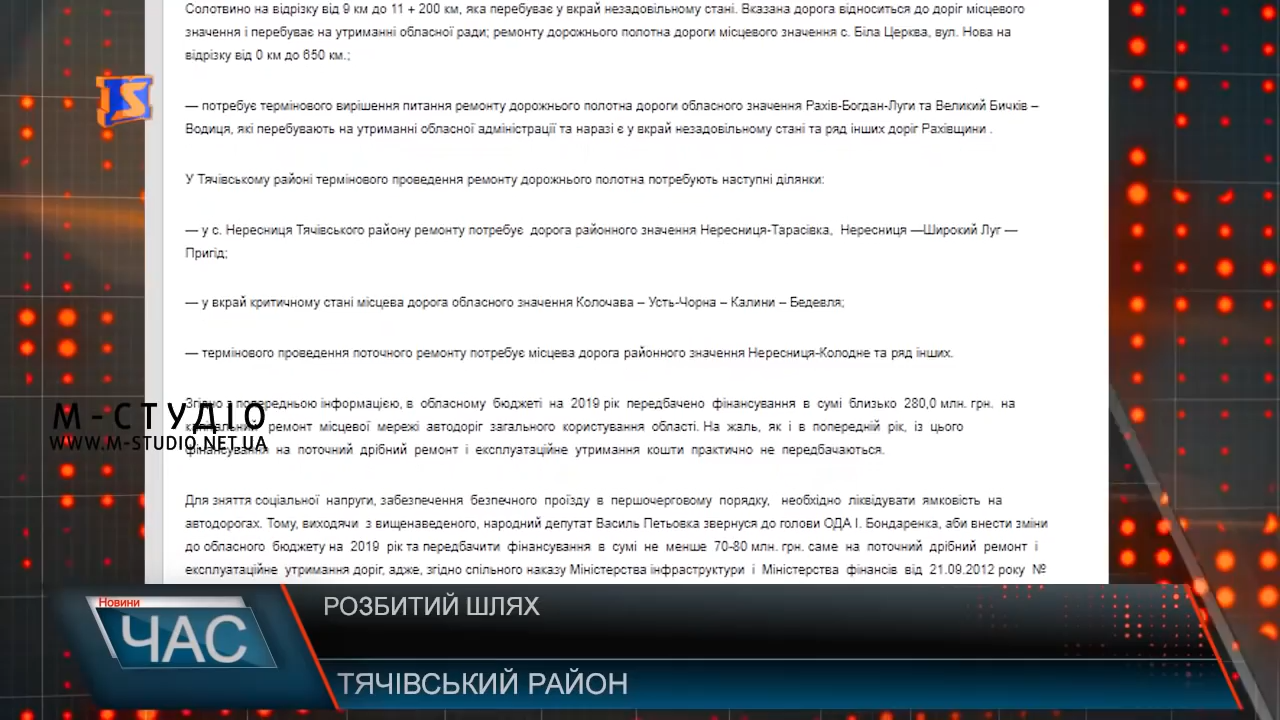 Солотвино на відрізку від 9 км до 11 + 200 км, яка перебуває у вкрай незадовільному стані. Вказана дорога відноситься до доріг місцевого
значення і перебуває на утриманні обласної ради; ремонту дорожнього полотна дороги місцевого значення с. Біла Церква, вул. Нова на
відрізку від 0 км до 650 км.;
— потребує термінового вирішення питання ремонту дорожнього полотна дороги обласного значення Рахів-Богдан-Луги та Великий Бичків –
Водиця, які перебувають на утриманні обласної адміністрації та наразі є у вкрай незадовільному стані та ряд інших доріг Рахівщини .
У Тячівському районі термінового проведення ремонту дорожнього полотна потребують наступні ділянки:
— у с. Нересниця Тячівського району ремонту потребує дорога районного значення Нересниця-Тарасівка, Нересниця —Широкий Луг —
Пригід;
— у вкрай критичному стані місцева дорога обласного значення Колочава – Усть-Чорна – Калини – Бедевля;
— термінового проведення поточного ремонту потребує місцева дорога районного значення Нересниця-Колодне та ряд інших.
Згідно з попередньою інформацією, в обласному бюджеті на 2019 рік передбачено фінансування в сумі близько 280,0 млн. грн. на
капітальний ремонт місцевої мережі автодоріг загального користування області. На жаль, як і в попередній рік, із цього
фінансування на поточний дрібний ремонт і експлуатаційне утримання кошти практично не передбачаються.
М-СТУДІО
WWW.M-STUDIO.NET.UA
Для зняття соціальної напруги, забезпечення безпечного проїзду в першочерговому порядку, необхідно ліквідувати ямковість на
автодорогах. Тому, виходячи з вищенаведеного, народний депутат Василь Петьовка звернуся до голови ОДА І. Бондаренка, аби внести зміни
до обласного бюджету на 2019 рік та передбачити фінансування в сумі не менше 70-80 млн. грн. саме на поточний дрібний ремонт і
експлуатаційне утримання доріг, адже, згідно спільного наказу Міністерства інфраструктури і Міністерства фінансів від 21.09.2012 року №
Новини
ЧАС
РОЗБИТИЙ ШЛЯХ
ТЯЧІВСЬКИЙ РАЙОН